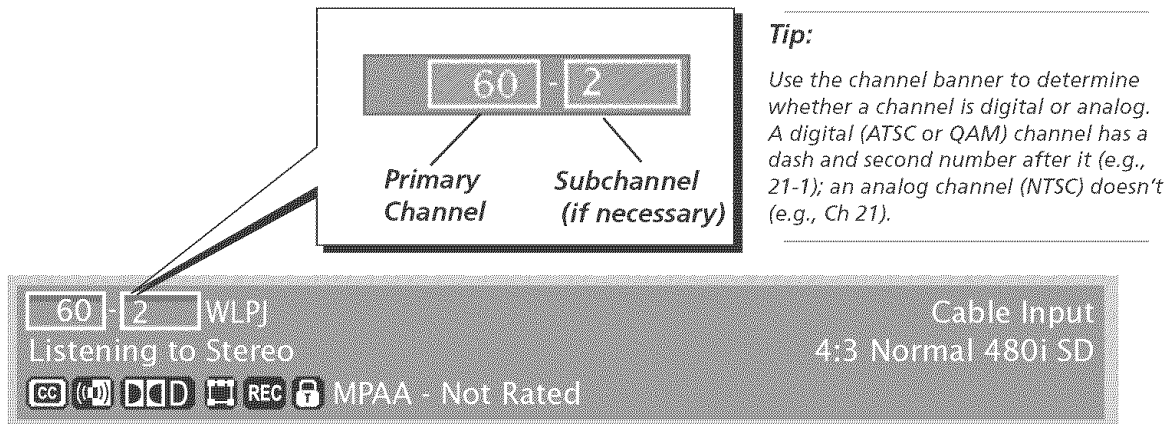 60 - 2
Primary Channel
Subchannel (if necessary)
Tip:
Use the channel banner to determine
whether a channel is digital or analog.
A digital (ATSC or QAM) channel has a
dash and second number after it (e.g.,
21-1); an analog channel (NTSC) doesn't
(e.g., Ch 21).
60 - 2 WLPJ
Cable Input
Listening to Stereo
4:3 Normal 480i SD
CC REC T MPAA - Not Rated